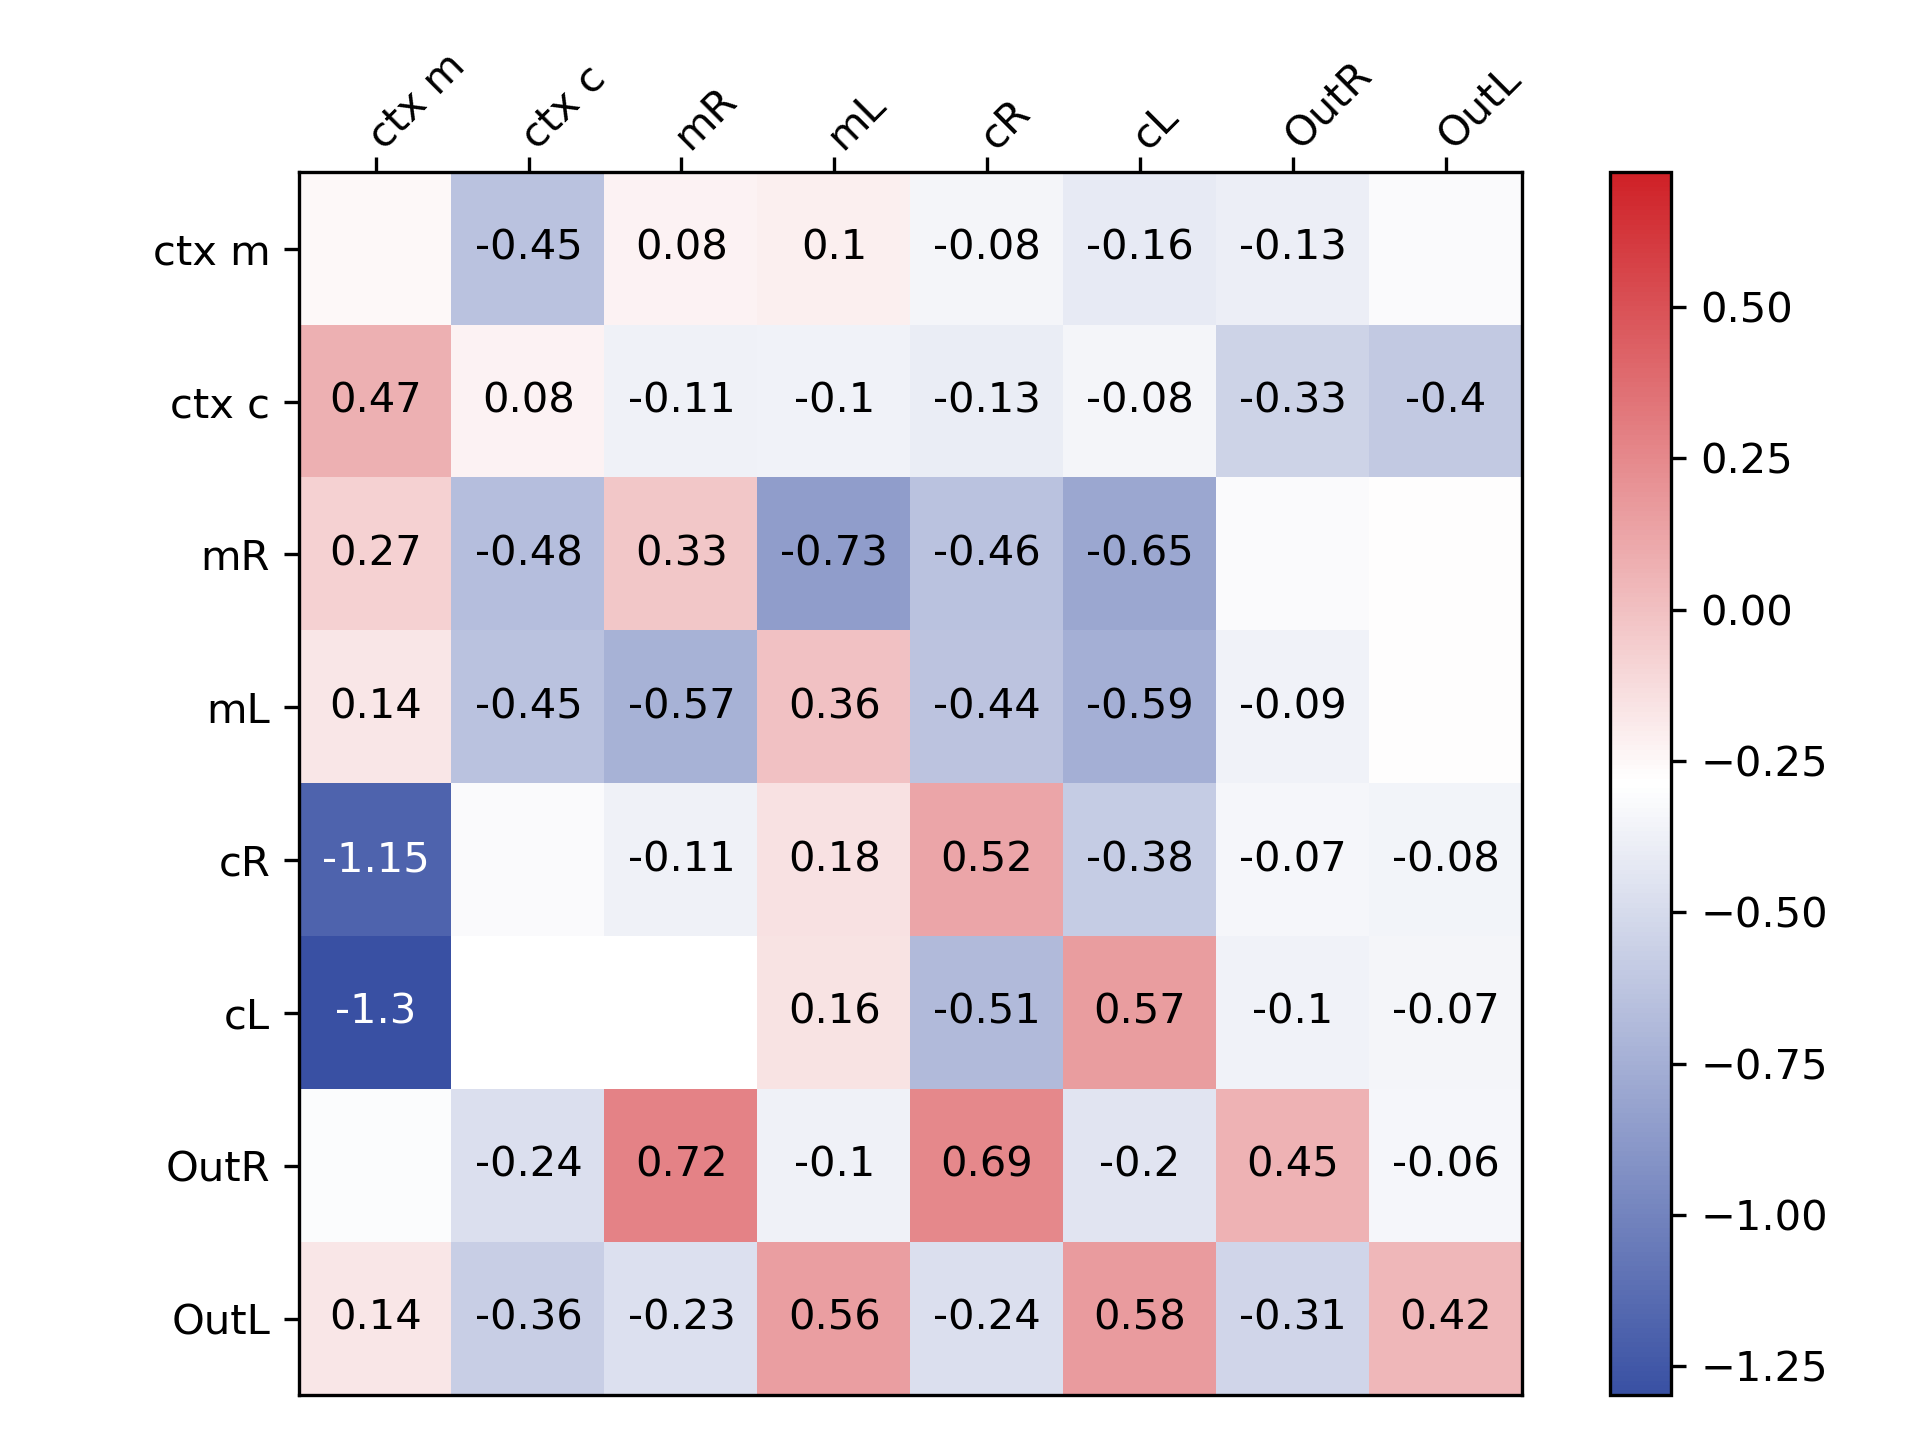 ctx m ctx c mR mL cR cL OutR OutL
ctx m -0.45 0.08 0.1 -0.08 -0.16 -0.13
ctx c 0.47 0.08 -0.11 -0.1 -0.13 -0.08 -0.33 -0.4
mR 0.27 -0.48 0.33 -0.73 -0.46 -0.65
mL 0.14 -0.45 -0.57 0.36 -0.44 -0.59 -0.09
cR -1.15 -0.11 0.18 0.52 -0.38 -0.07 -0.08
cL -1.3 0.16 -0.51 0.57 -0.1 -0.07
OutR -0.24 0.72 -0.1 0.69 -0.2 0.45 -0.06
OutL 0.14 -0.36 -0.23 0.56 -0.24 0.58 -0.31 0.42
0.50
0.25
0.00
−0.25
−0.50
−0.75
−1.00
−1.25